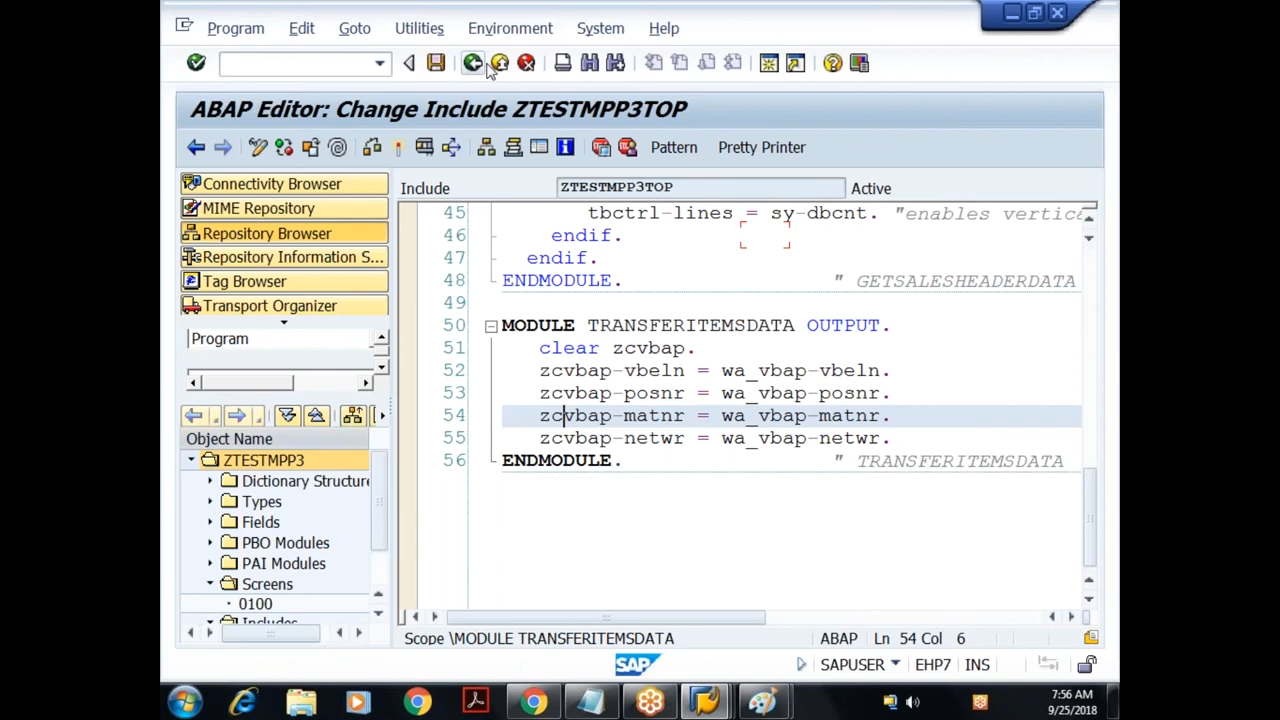 Program Edit Goto Utilities Environment System Help
ABAP Editor: Change Include ZTESTMPP3TOP
Pattern Pretty Printer
Connectivity Browser
MIME Repository
Repository Browser
Repository Information S...
Tag Browser
Transport Organizer
Program
Object Name
ZTESTMPP3
Dictionary Structure
Types
Fields
PBO Modules
PAI Modules
Screens
0100
Includes
Include ZTESTMPP3TOP Active
45 tbctrl-lines = sy-dbcnt. "enables vertica
46 endif.
47 endif.
48 ENDMODULE. " GETSALESHEADERDATA
49
50 MODULE TRANSFERITEMSDATA OUTPUT.
51 clear zcvbap.
52 zcvbap-vbeln = wa_vbap-vbeln.
53 zcvbap-posnr = wa_vbap-posnr.
54 zcvbap-matnr = wa_vbap-matnr.
55 zcvbap-netwr = wa_vbap-netwr.
56 ENDMODULE. " TRANSFERITEMSDATA
Scope \MODULE TRANSFERITEMSDATA ABAP Ln 54 Col 6
SAP SAPUSER EHP7 INS
7:56 AM
9/25/2018